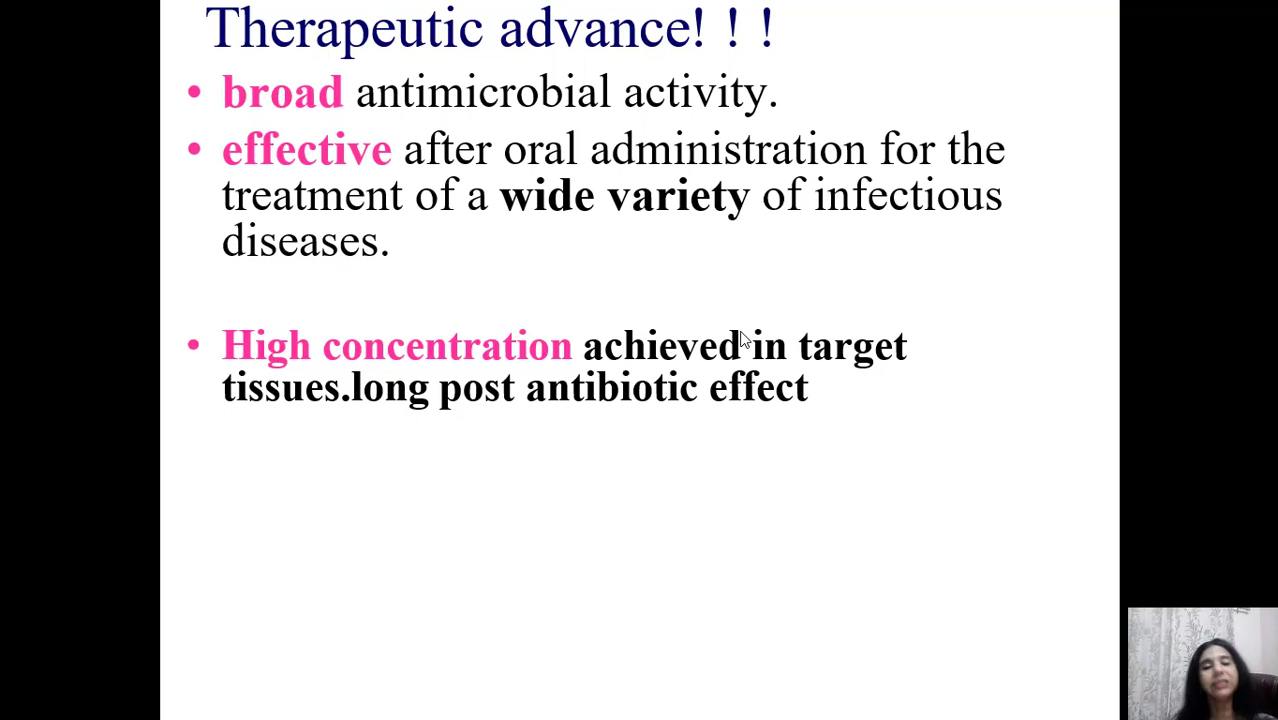 Therapeutic advance! ! !
• broad antimicrobial activity.
• effective after oral administration for the
treatment of a wide variety of infectious
diseases.
• High concentration achieved in target
tissues.long post antibiotic effect